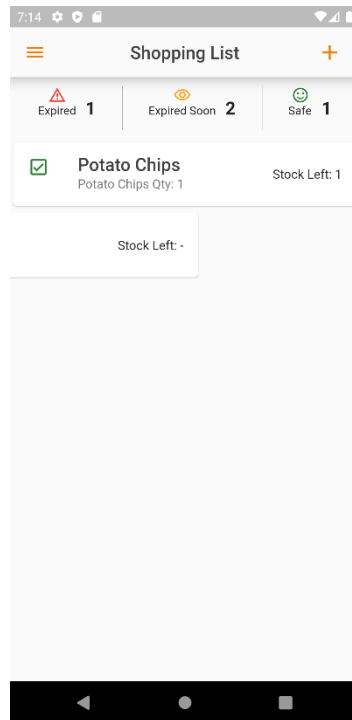 7:14
Shopping List
Expired 1
Expired Soon 2
Safe 1
Potato Chips
Potato Chips Qty: 1
Stock Left: 1
Stock Left: -